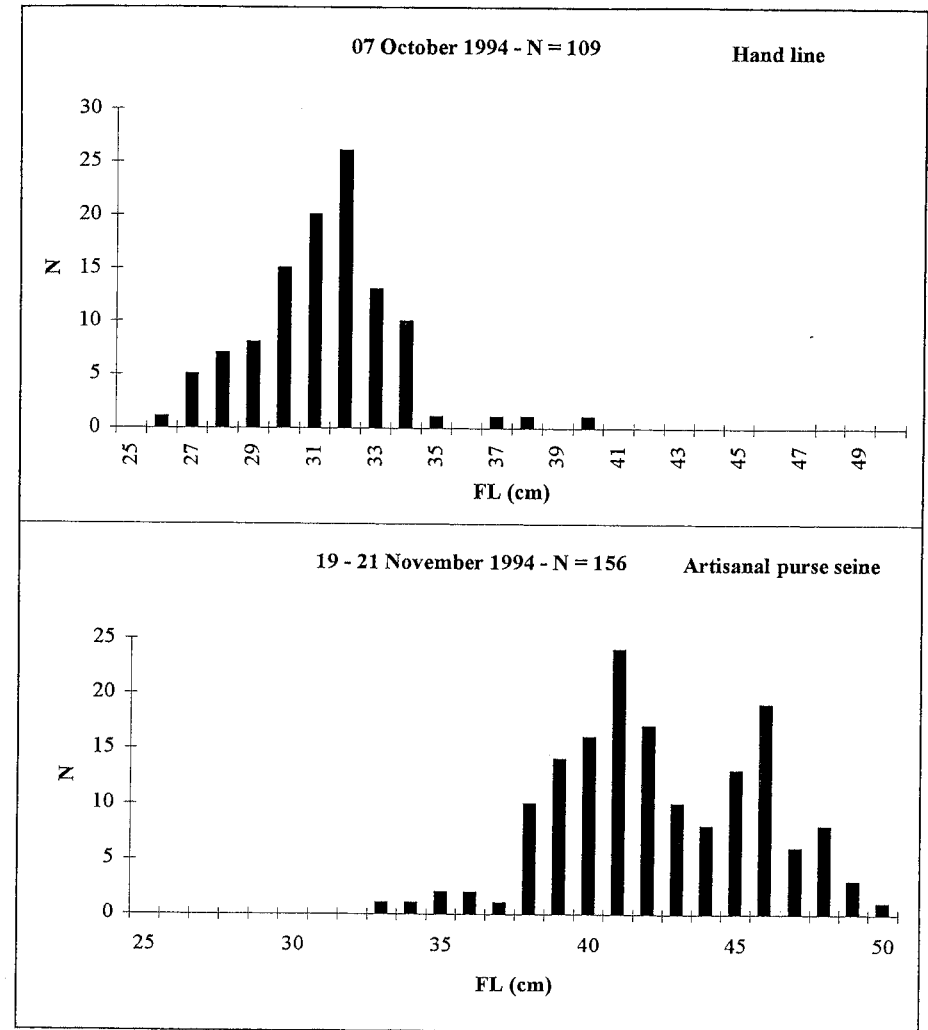 07 October 1994 - N = 109 Hand line
30
25
20
15
10
5
0
N
25 27 29 31 33 35 37 39 41 43 45 47 49
FL (cm)
19 - 21 November 1994 - N = 156 Artisanal purse seine
25
20
15
10
5
0
N
25 30 35 40 45 50
FL (cm)